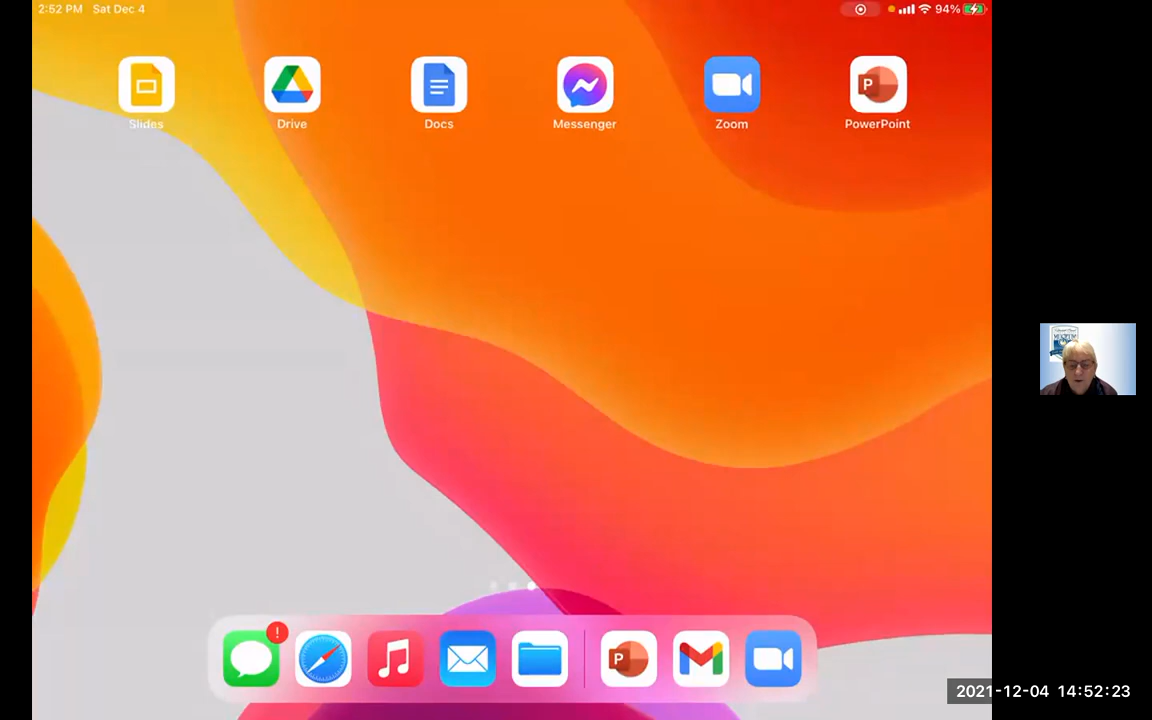 2:52 PM Sat Dec 4
94%
Slides
Drive
Docs
Messenger
Zoom
PowerPoint
P
!
P
2021-12-04 14:52:23